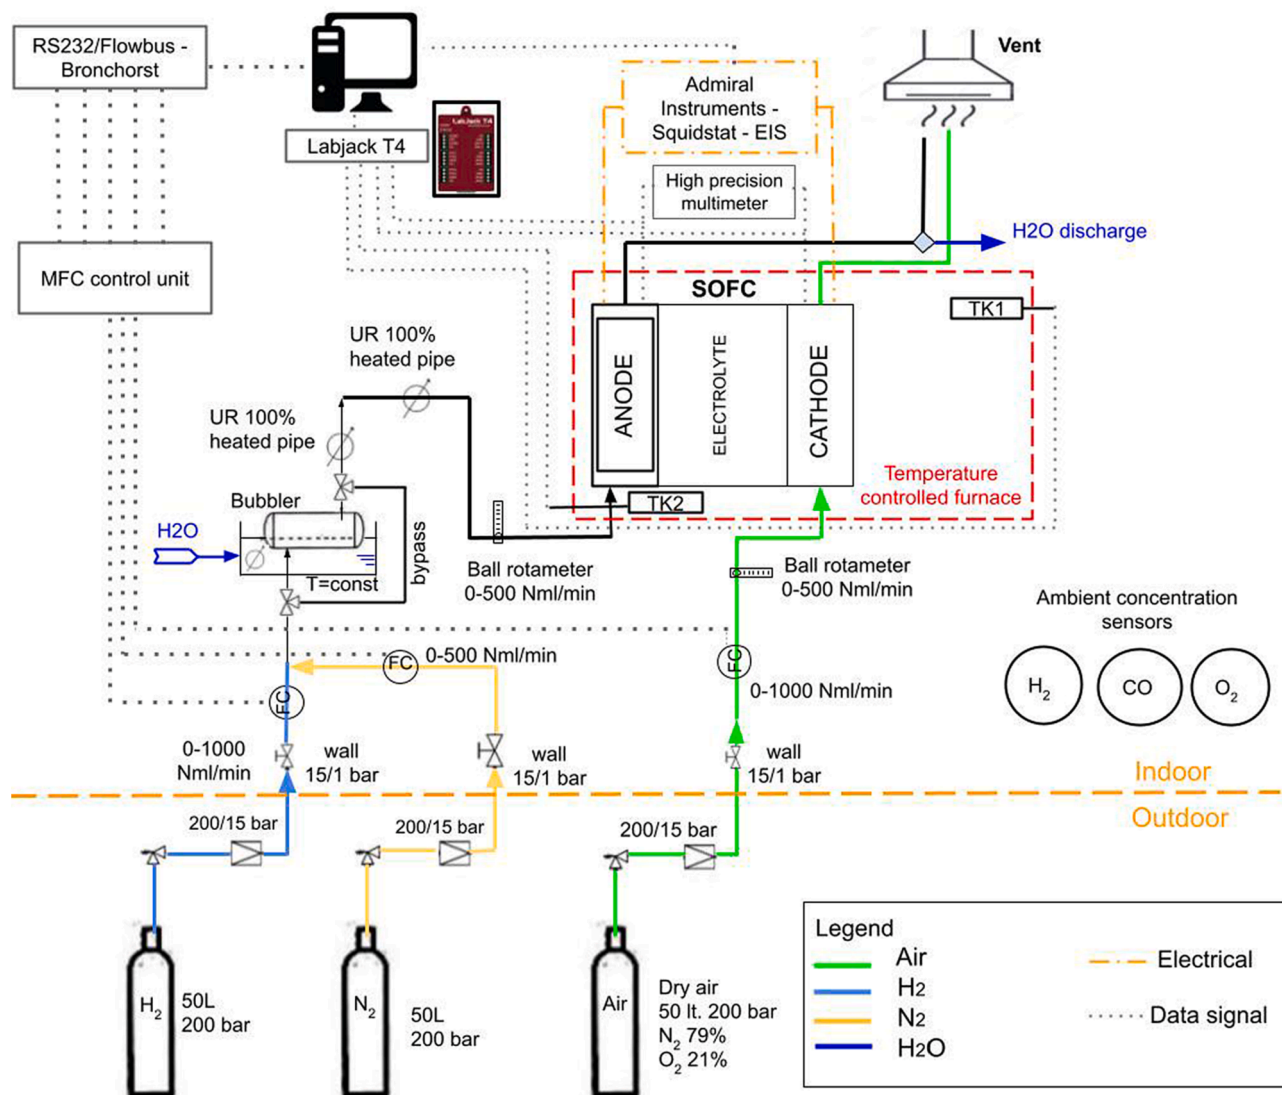 RS232/Flowbus -
Bronchorst
Vent
Admiral
Instruments -
Squidstat - EIS
LabJack T4
Labjack T4
High precision
multimeter
H2O discharge
MFC control unit
SOFC
TK1
UR 100%
heated pipe
ANODE
ELECTROLYTE
CATHODE
UR 100%
heated pipe
Temperature
controlled furnace
TK2
Bubbler
H2O
bypass
T=const
Ball rotameter
0-500 Nml/min
Ball rotameter
0-500 Nml/min
Ambient concentration
sensors
FC
0-500 Nml/min
FC
H2
CO
O2
FC
0-1000 Nml/min
0-1000
Nml/min
wall
15/1 bar
wall
15/1 bar
wall
15/1 bar
Indoor
Outdoor
200/15 bar
200/15 bar
200/15 bar
H2
50L
200 bar
N2
50L
200 bar
Air
Dry air
50 lt. 200 bar
N2 79%
O2 21%
Legend
Air
H2
N2
H2O
Electrical
Data signal